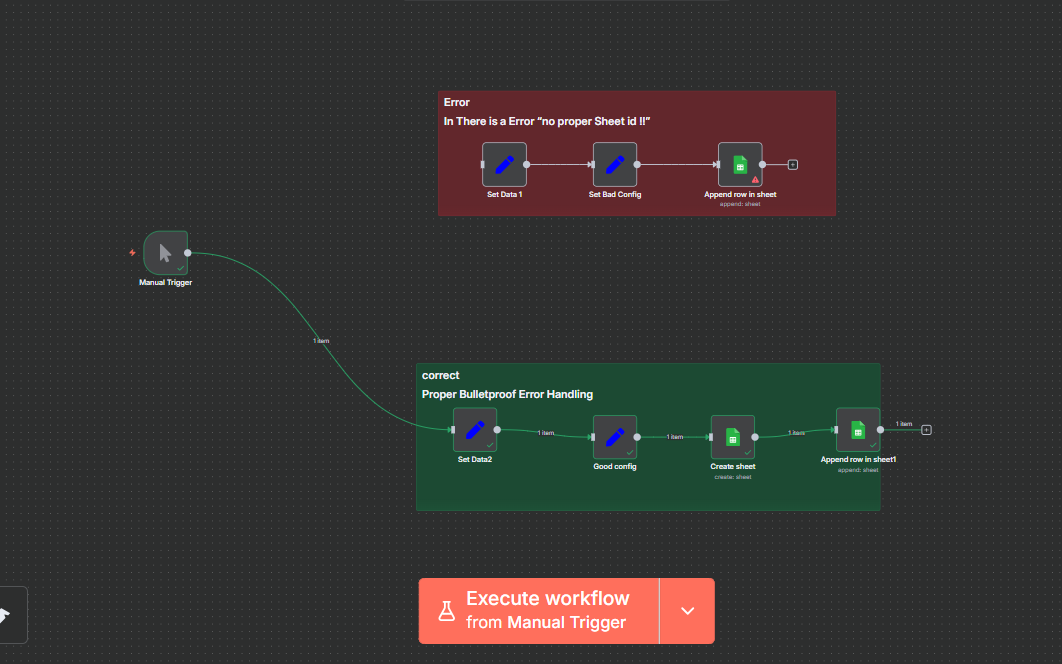 Error
In There is a Error “no proper Sheet id !!”
Set Data 1
Set Bad Config
Append row in sheet
append: sheet
Manual Trigger
1 item
correct
Proper Bulletproof Error Handling
1 item
1 item
1 item
1 item
Set Data2
Good config
Create sheet
create: sheet
Append row in sheet1
append: sheet
Execute workflow
from Manual Trigger